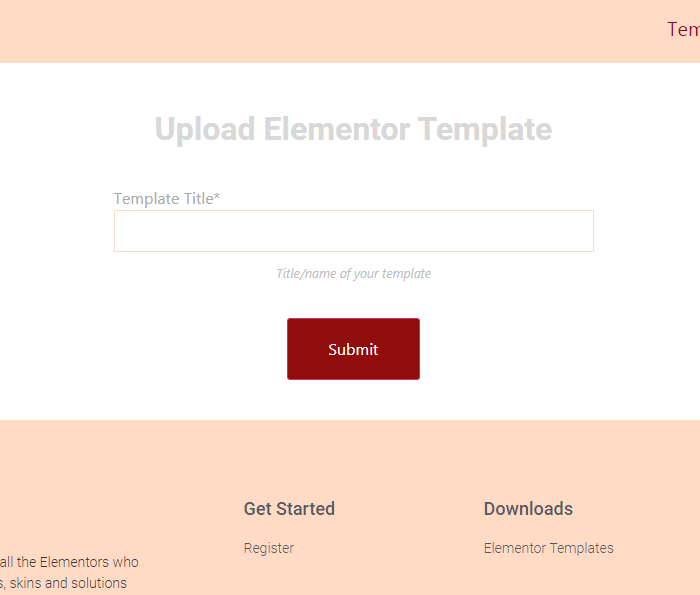 Upload Elementor Template
Template Title*
Title/name of your template
Submit
Get Started
Downloads
Register
Elementor Templates
all the Elementors who
skins and solutions